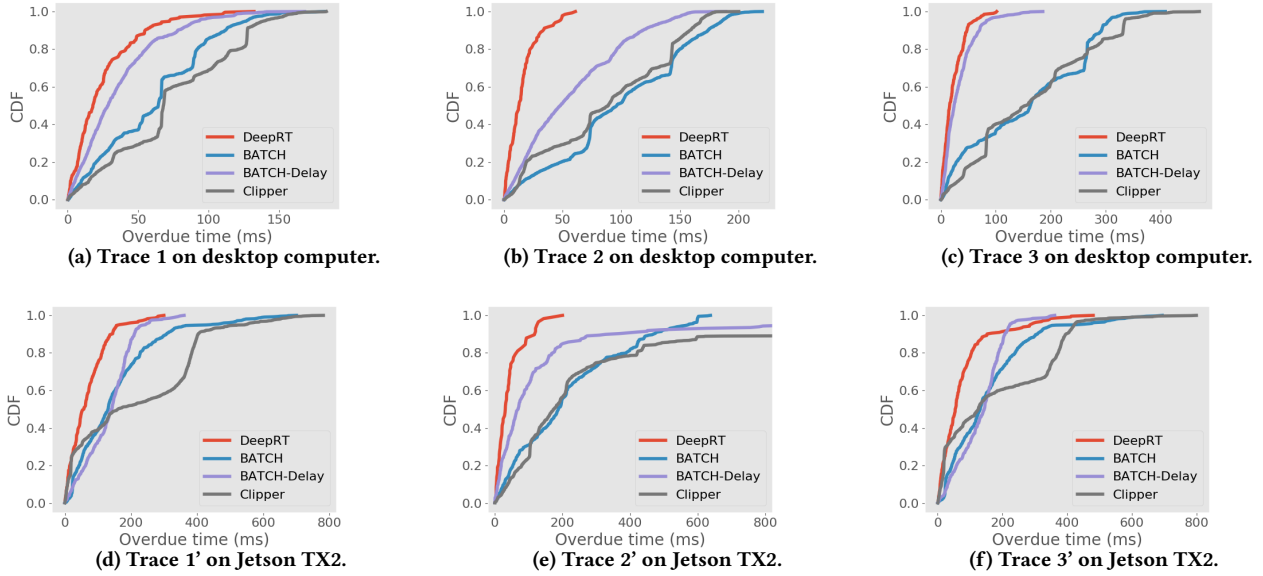 1.0
0.8
0.6
0.4
0.2
0.0
CDF
DeepRT
BATCH
BATCH-Delay
Clipper
0 50 100 150
Overdue time (ms)
(a) Trace 1 on desktop computer.
1.0
0.8
0.6
0.4
0.2
0.0
CDF
DeepRT
BATCH
BATCH-Delay
Clipper
0 50 100 150 200
Overdue time (ms)
(b) Trace 2 on desktop computer.
1.0
0.8
0.6
0.4
0.2
0.0
CDF
DeepRT
BATCH
BATCH-Delay
Clipper
0 100 200 300 400
Overdue time (ms)
(c) Trace 3 on desktop computer.
1.0
0.8
0.6
0.4
0.2
0.0
CDF
DeepRT
BATCH
BATCH-Delay
Clipper
0 200 400 600 800
Overdue time (ms)
(d) Trace 1' on Jetson TX2.
1.0
0.8
0.6
0.4
0.2
0.0
CDF
DeepRT
BATCH
BATCH-Delay
Clipper
0 200 400 600 800
Overdue time (ms)
(e) Trace 2' on Jetson TX2.
1.0
0.8
0.6
0.4
0.2
0.0
CDF
DeepRT
BATCH
BATCH-Delay
Clipper
0 200 400 600 800
Overdue time (ms)
(f) Trace 3' on Jetson TX2.